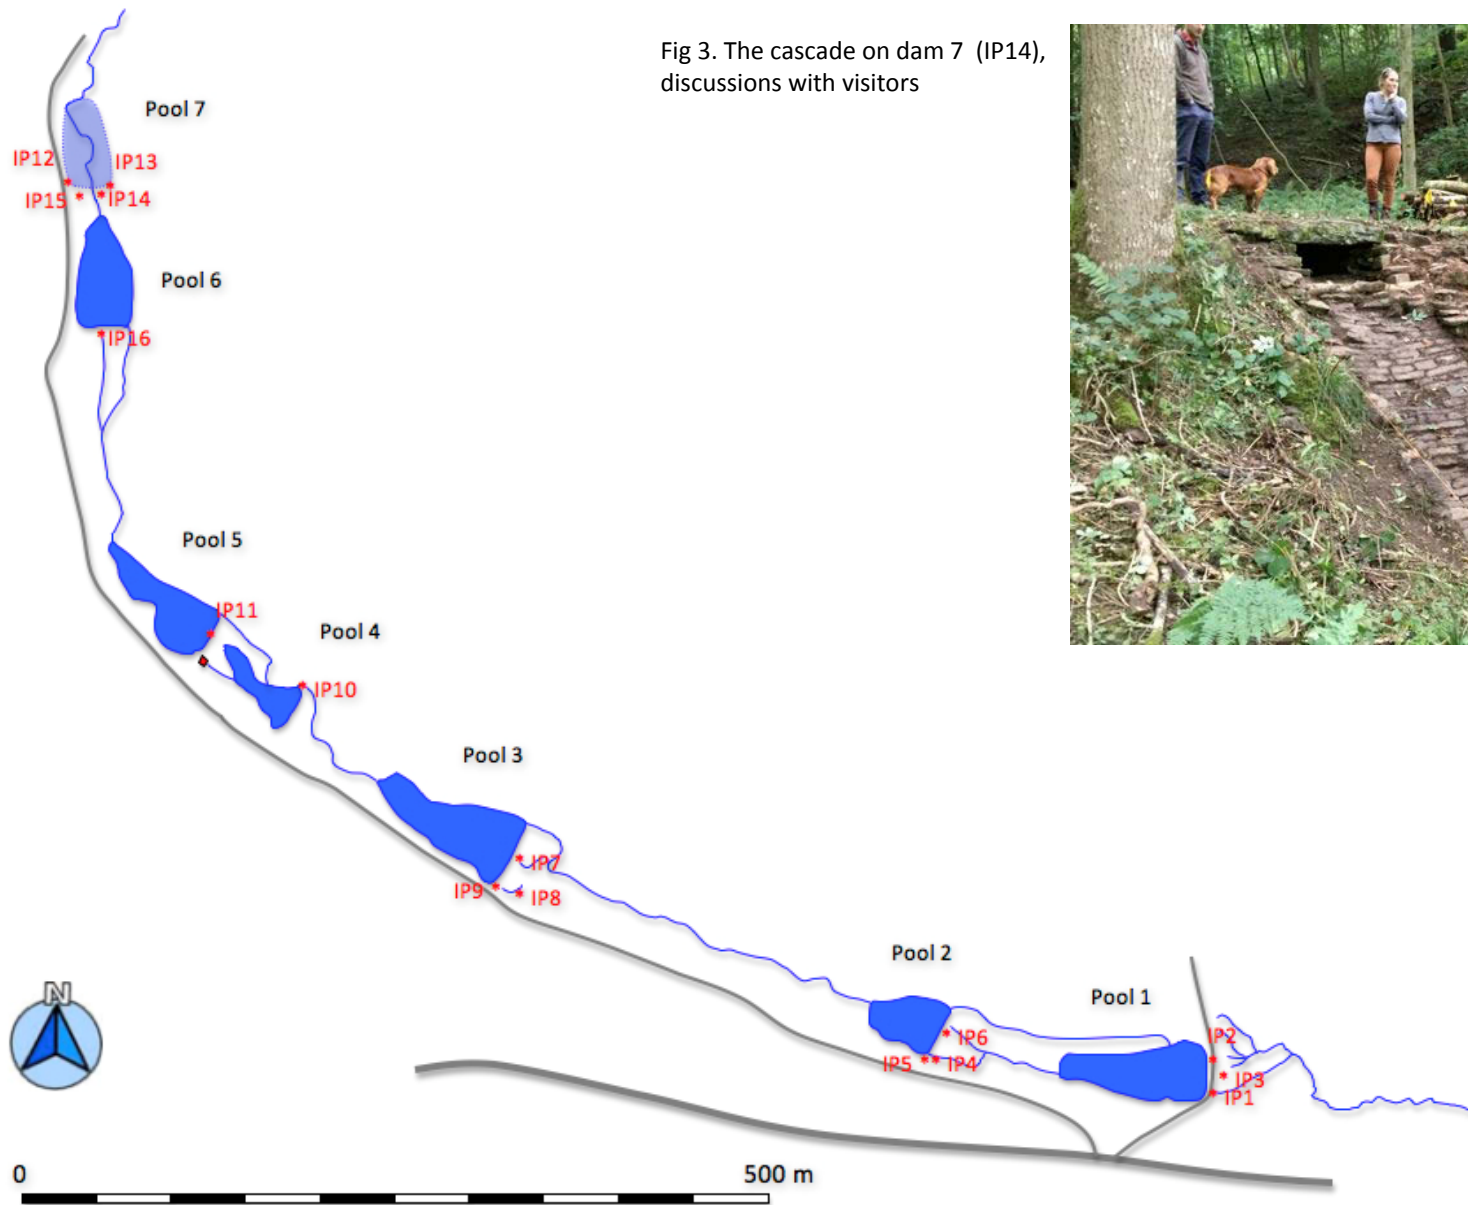 Fig 3. The cascade on dam 7 (IP14),
discussions with visitors
Pool 7
IP12
IP13
IP15
IP14
Pool 6
IP16
Pool 5
IP11
Pool 4
IP10
Pool 3
IP7
IP9
IP8
Pool 2
Pool 1
IP6
IP2
IP5
IP4
IP3
IP1
N
0
500 m